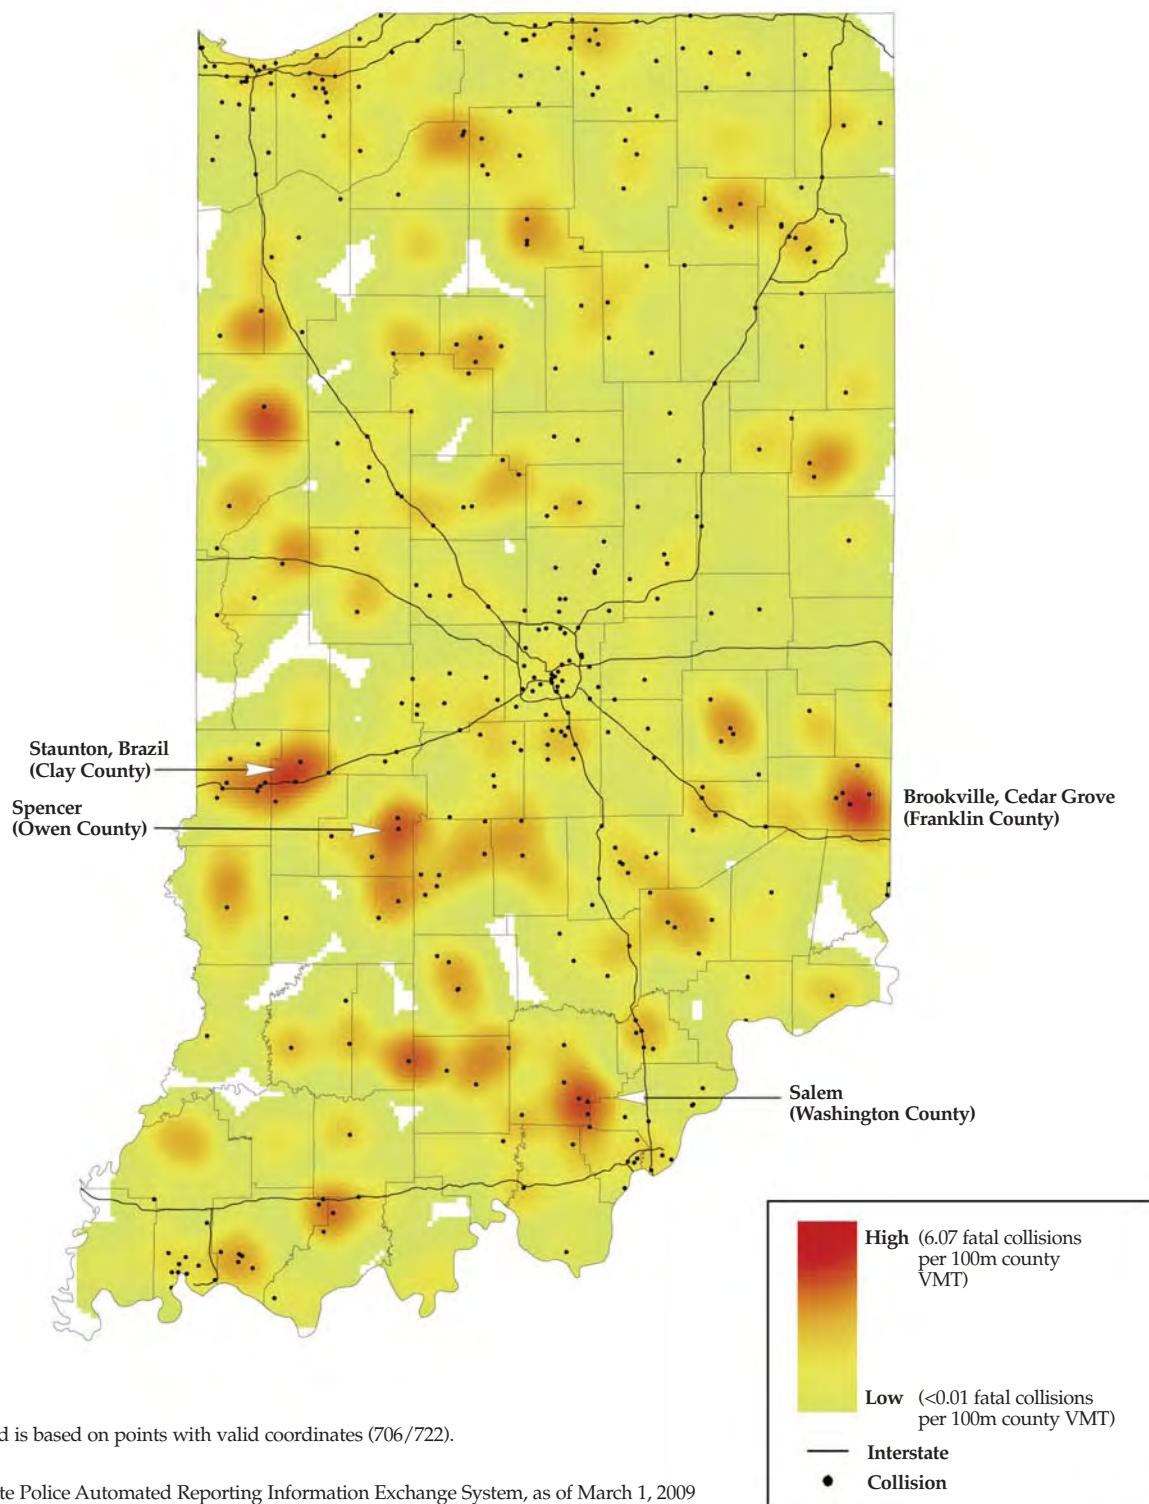 Staunton, Brazil
(Clay County)
Spencer
(Owen County)
Brookville, Cedar Grove
(Franklin County)
Salem
(Washington County)
High (6.07 fatal collisions
per 100m county
VMT)
Low (<0.01 fatal collisions
per 100m county VMT)
Interstate
Collision
d is based on points with valid coordinates (706/722).
te Police Automated Reporting Information Exchange System, as of March 1, 2009